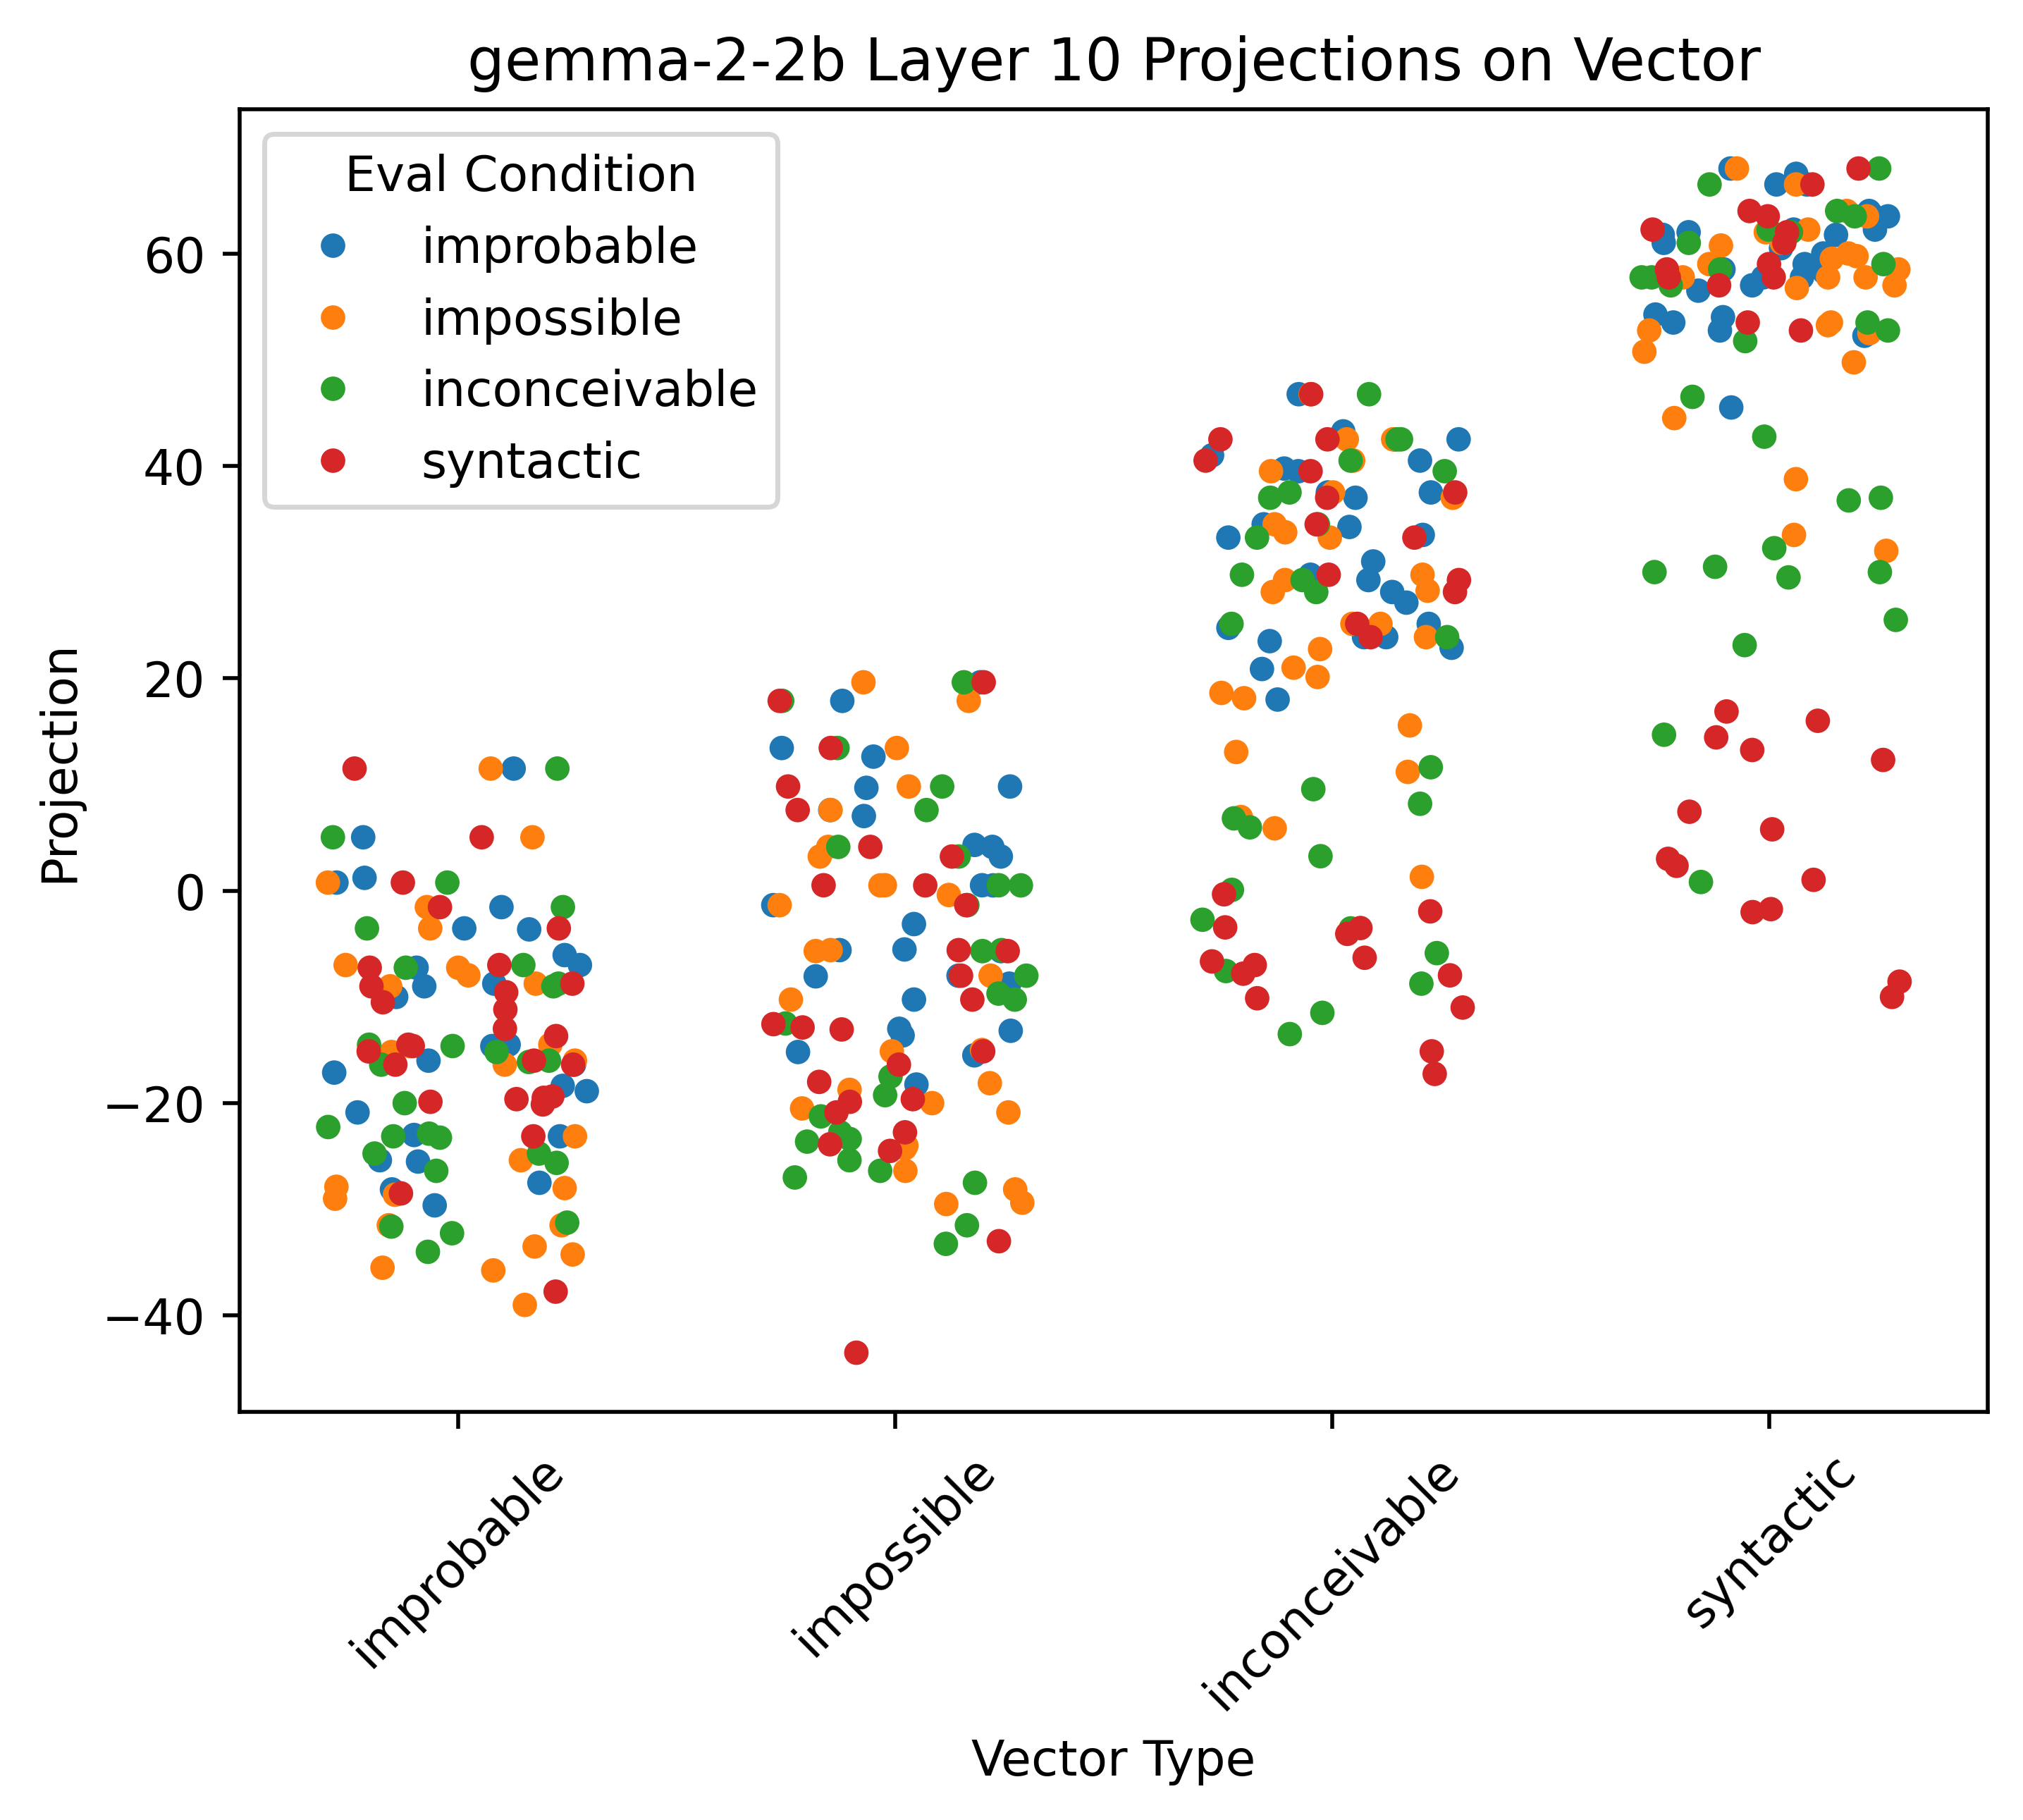 gemma-2-2b Layer 10 Projections on Vector
Eval Condition
improbable
impossible
inconceivable
syntactic
Projection
60
40
20
0
−20
−40
improbable
impossible
inconceivable
syntactic
Vector Type